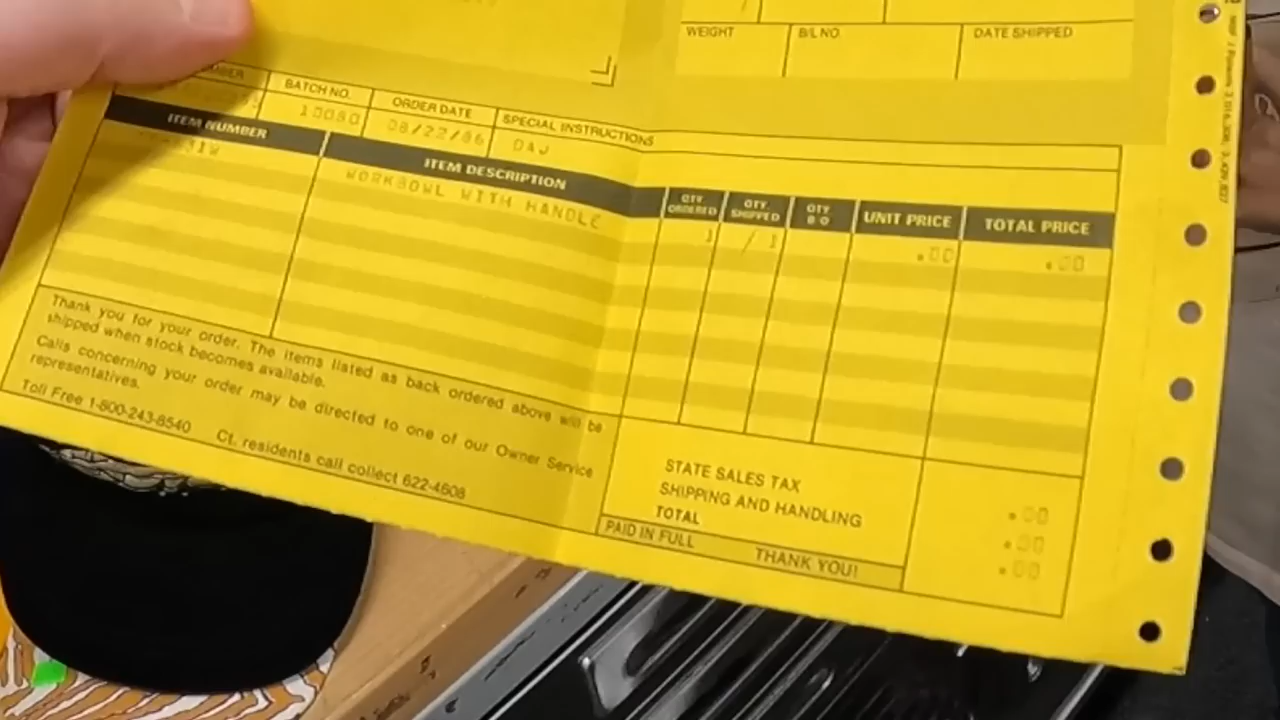 WEIGHT B/L NO. DATE SHIPPED
BATCH NO. ORDER DATE SPECIAL INSTRUCTIONS
10080 08/22/86 DAJ
ITEM NUMBER ITEM DESCRIPTION QTY. ORDERED QTY. SHIPPED QTY. B O UNIT PRICE TOTAL PRICE
WORKBOWL WITH HANDLE 1 / 1 .00 .00
Thank you for your order. The items listed as back ordered above will be
shipped when stock becomes available.
Calls concerning your order may be directed to one of our Owner Service
representatives.
Toll Free 1-800-243-8540 Ct. residents call collect 622-4608
STATE SALES TAX .00
SHIPPING AND HANDLING .00
TOTAL .00
PAID IN FULL THANK YOU!